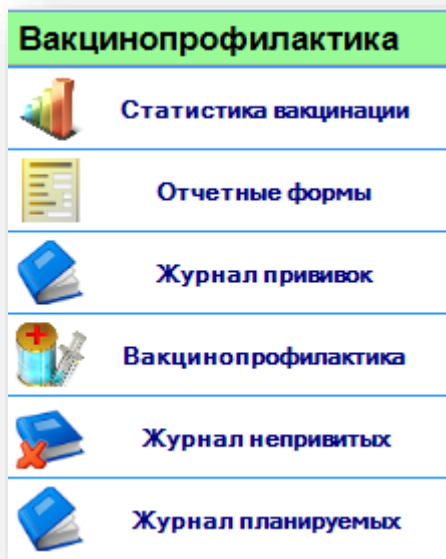 Вакцинопрофилактика
Статистика вакцинации
Отчетные формы
Журнал прививок
Вакцинопрофилактика
Журнал непривитых
Журнал планируемых